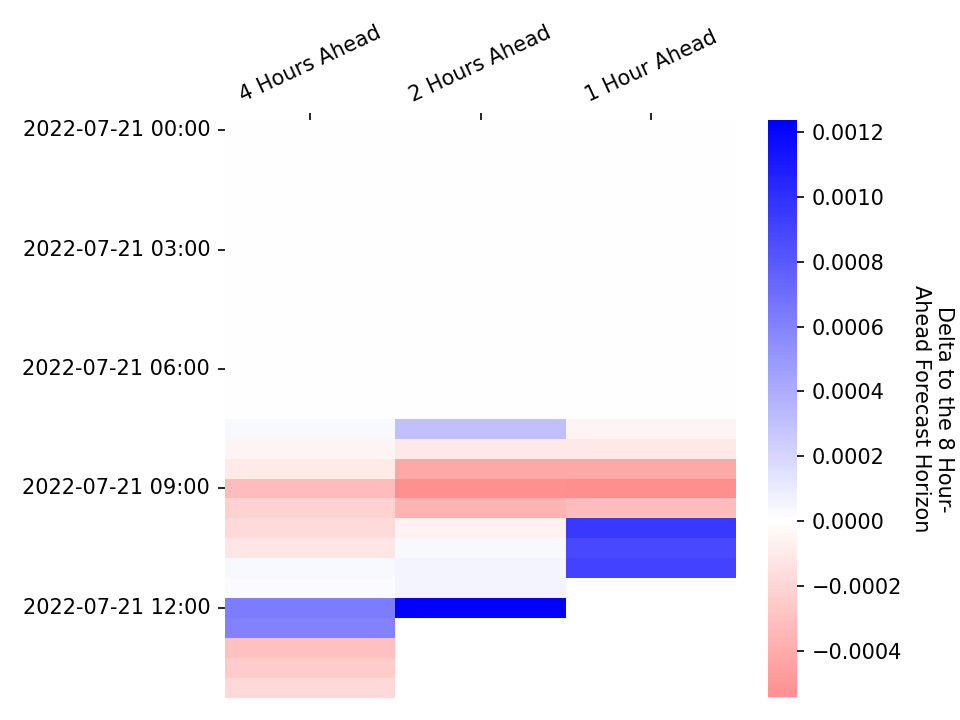 4 Hours Ahead
2 Hours Ahead
1 Hour Ahead
2022-07-21 00:00
2022-07-21 03:00
2022-07-21 06:00
2022-07-21 09:00
2022-07-21 12:00
0.0012
0.0010
0.0008
0.0006
0.0004
0.0002
0.0000
−0.0002
−0.0004
Delta to the 8 Hour-
Ahead Forecast Horizon